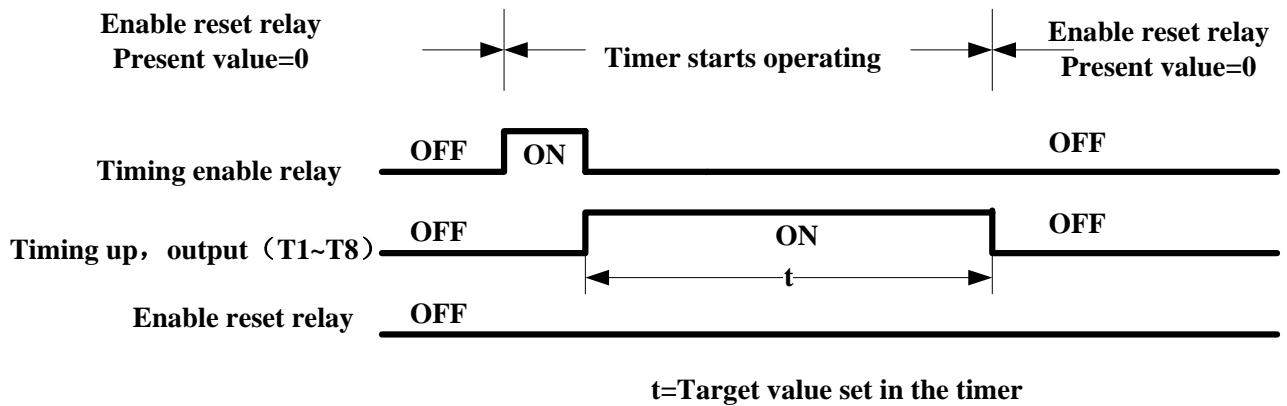 Enable reset relay
Present value=0
Timer starts operating
Enable reset relay
Present value=0
Timing enable relay
OFF
ON
OFF
Timing up，output（T1~T8）
OFF
ON
OFF
t
Enable reset relay
OFF
t=Target value set in the timer